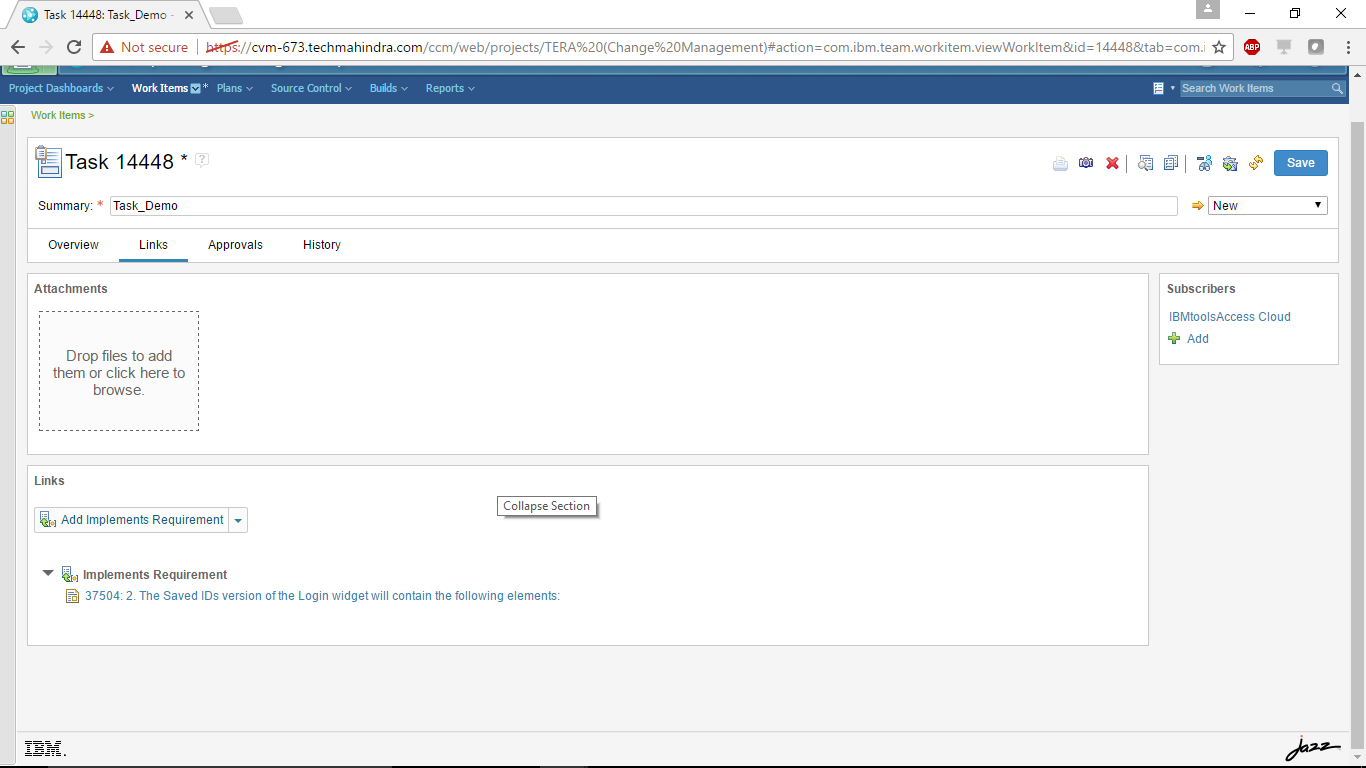 Task 14448: Task_Demo -
Not secure
https://cvm-673.techmahindra.com/ccm/web/projects/TERA%20(Change%20Management)#action=com.ibm.team.workitem.viewWorkItem&id=14448&tab=com.i
ABP
Project Dashboards
Work Items
*
Plans
Source Control
Builds
Reports
Search Work Items
Work Items >
Task 14448 *
?
Save
Summary: *
Task_Demo
New
Overview
Links
Approvals
History
Attachments
Drop files to add
them or click here to
browse.
Subscribers
IBMtoolsAccess Cloud
Add
Links
Collapse Section
Add Implements Requirement
Implements Requirement
37504: 2. The Saved IDs version of the Login widget will contain the following elements:
IBM.
Jazz